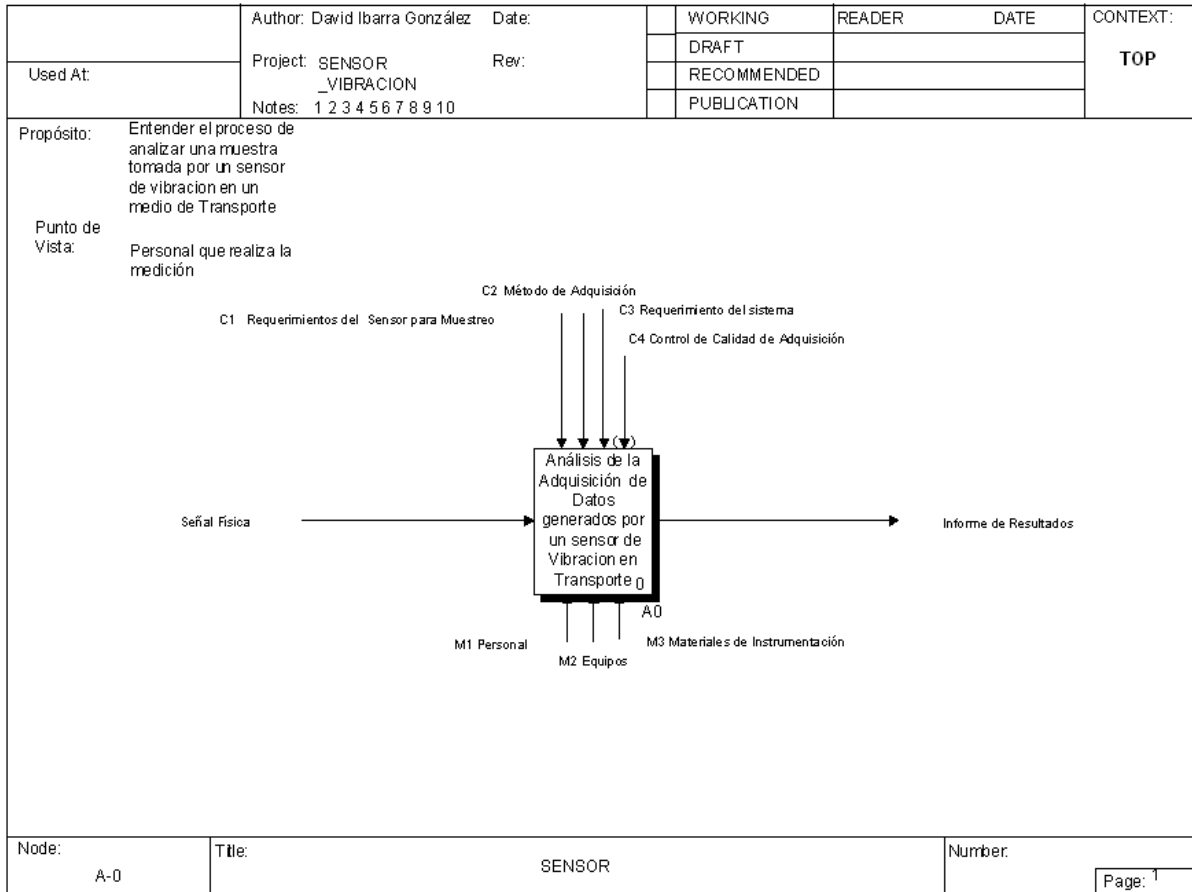 Used At:
Author: David Ibarra González Date:
Project: SENSOR
_VIBRACION
Rev:
Notes: 1 2 3 4 5 6 7 8 9 10
WORKING
DRAFT
RECOMMENDED
PUBLICATION
READER DATE
CONTEXT:
TOP
Propósito:
Entender el proceso de
analizar una muestra
tomada por un sensor
de vibracion en un
medio de Transporte
Punto de
Vista:
Personal que realiza la
medición
C2 Método de Adquisición
C1 Requerimientos del Sensor para Muestreo
C3 Requerimiento del sistema
C4 Control de Calidad de Adquisición
Análisis de la
Adquisición de
Datos
generados por
un sensor de
Vibracion en
Transporte 0
A0
Señal Física
Informe de Resultados
M1 Personal
M2 Equipos
M3 Materiales de Instrumentación
Node:
A-0
Title:
SENSOR
Number:
Page: 1